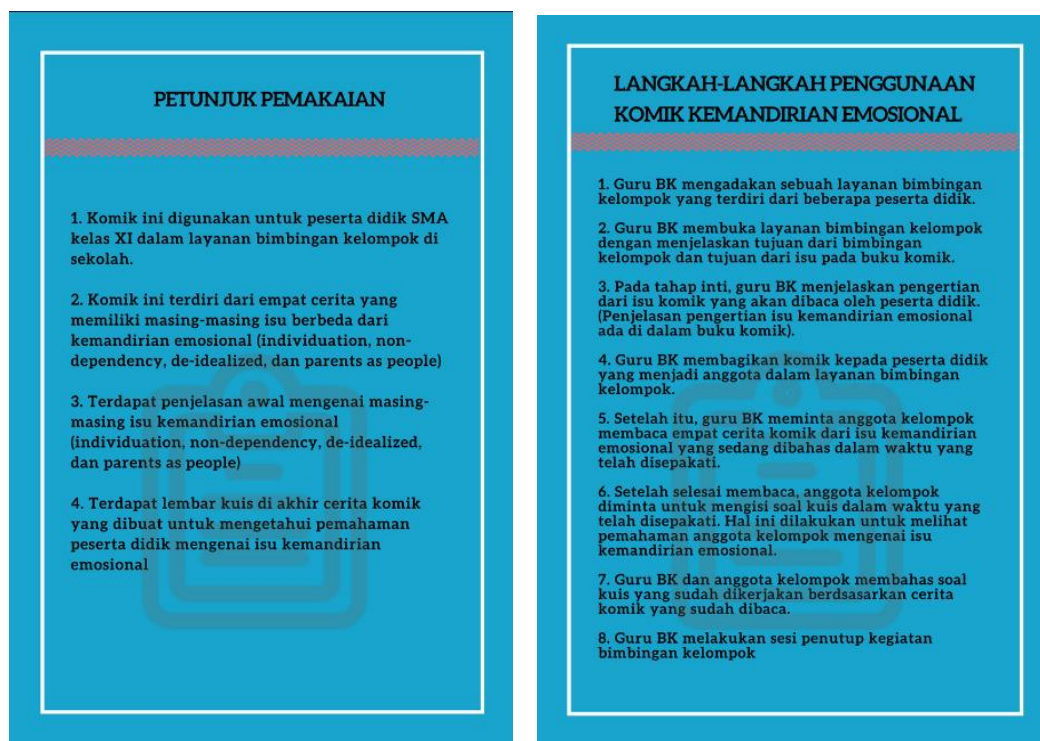 PETUNJUK PEMAKAIAN
1. Komik ini digunakan untuk peserta didik SMA
kelas XI dalam layanan bimbingan kelompok di
sekolah.
2. Komik ini terdiri dari empat cerita yang
memiliki masing-masing isu berbeda dari
kemandirian emosional (individuation, non-
dependency, de-idealized, dan parents as people)
3. Terdapat penjelasan awal mengenai masing-
masing isu kemandirian emosional
(individuation, non-dependency, de-idealized,
dan parents as people)
4. Terdapat lembar kuis di akhir cerita komik
yang dibuat untuk mengetahui pemahaman
peserta didik mengenai isu kemandirian
emosional
LANGKAH-LANGKAH PENGGUNAAN
KOMIK KEMANDIRIAN EMOSIONAL
1. Guru BK mengadakan sebuah layanan bimbingan
kelompok yang terdiri dari beberapa peserta didik.
2. Guru BK membuka layanan bimbingan kelompok
dengan menjelaskan tujuan dari bimbingan
kelompok dan tujuan dari isu pada buku komik.
3. Pada tahap inti, guru BK menjelaskan pengertian
dari isu komik yang akan dibaca oleh peserta didik.
(Penjelasan pengertian isu kemandirian emosional
ada di dalam buku komik).
4. Guru BK membagikan komik kepada peserta didik
yang menjadi anggota dalam layanan bimbingan
kelompok.
5. Setelah itu, guru BK meminta anggota kelompok
membaca empat cerita komik dari isu kemandirian
emosional yang sedang dibahas dalam waktu yang
telah disepakati.
6. Setelah selesai membaca, anggota kelompok
diminta untuk mengisi soal kuis dalam waktu yang
telah disepakati. Hal ini dilakukan untuk melihat
pemahaman anggota kelompok mengenai isu
kemandirian emosional.
7. Guru BK dan anggota kelompok membahas soal
kuis yang sudah dikerjakan berdsasarkan cerita
komik yang sudah dibaca.
8. Guru BK melakukan sesi penutup kegiatan
bimbingan kelompok